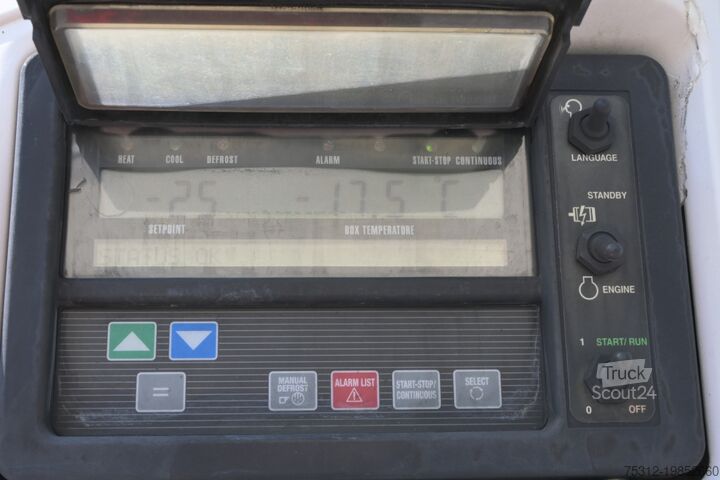 HEAT COOL DEFROST ALARM START-STOP CONTINUOUS
-25 -17.5 °C
SETPOINT BOX TEMPERATURE
STATUS OK
MANUAL DEFROST
ALARM LIST
START-STOP/ CONTINUOUS
SELECT
=
LANGUAGE
STANDBY
ENGINE
1 START/RUN
0 OFF
Truck
Scout24